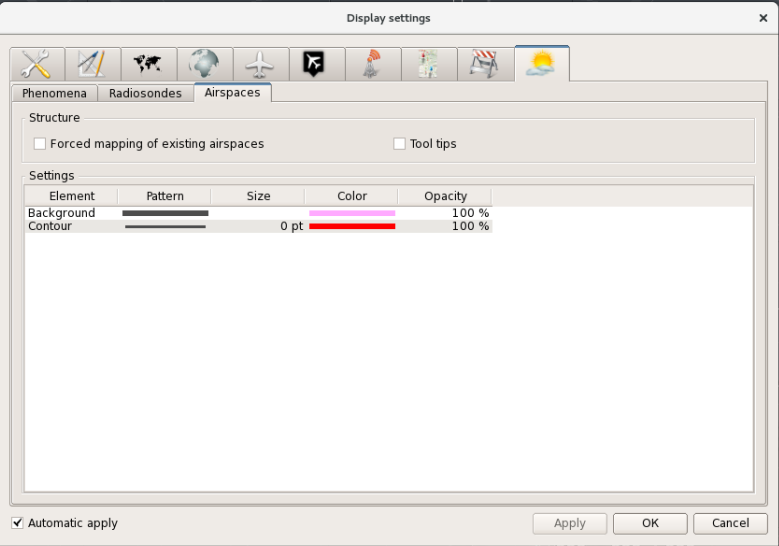 Display settings
Phenomena Radiosondes Airspaces
Structure
Forced mapping of existing airspaces Tool tips
Settings
Element Pattern Size Color Opacity
Background 100 %
Contour 0 pt 100 %
Automatic apply Apply OK Cancel